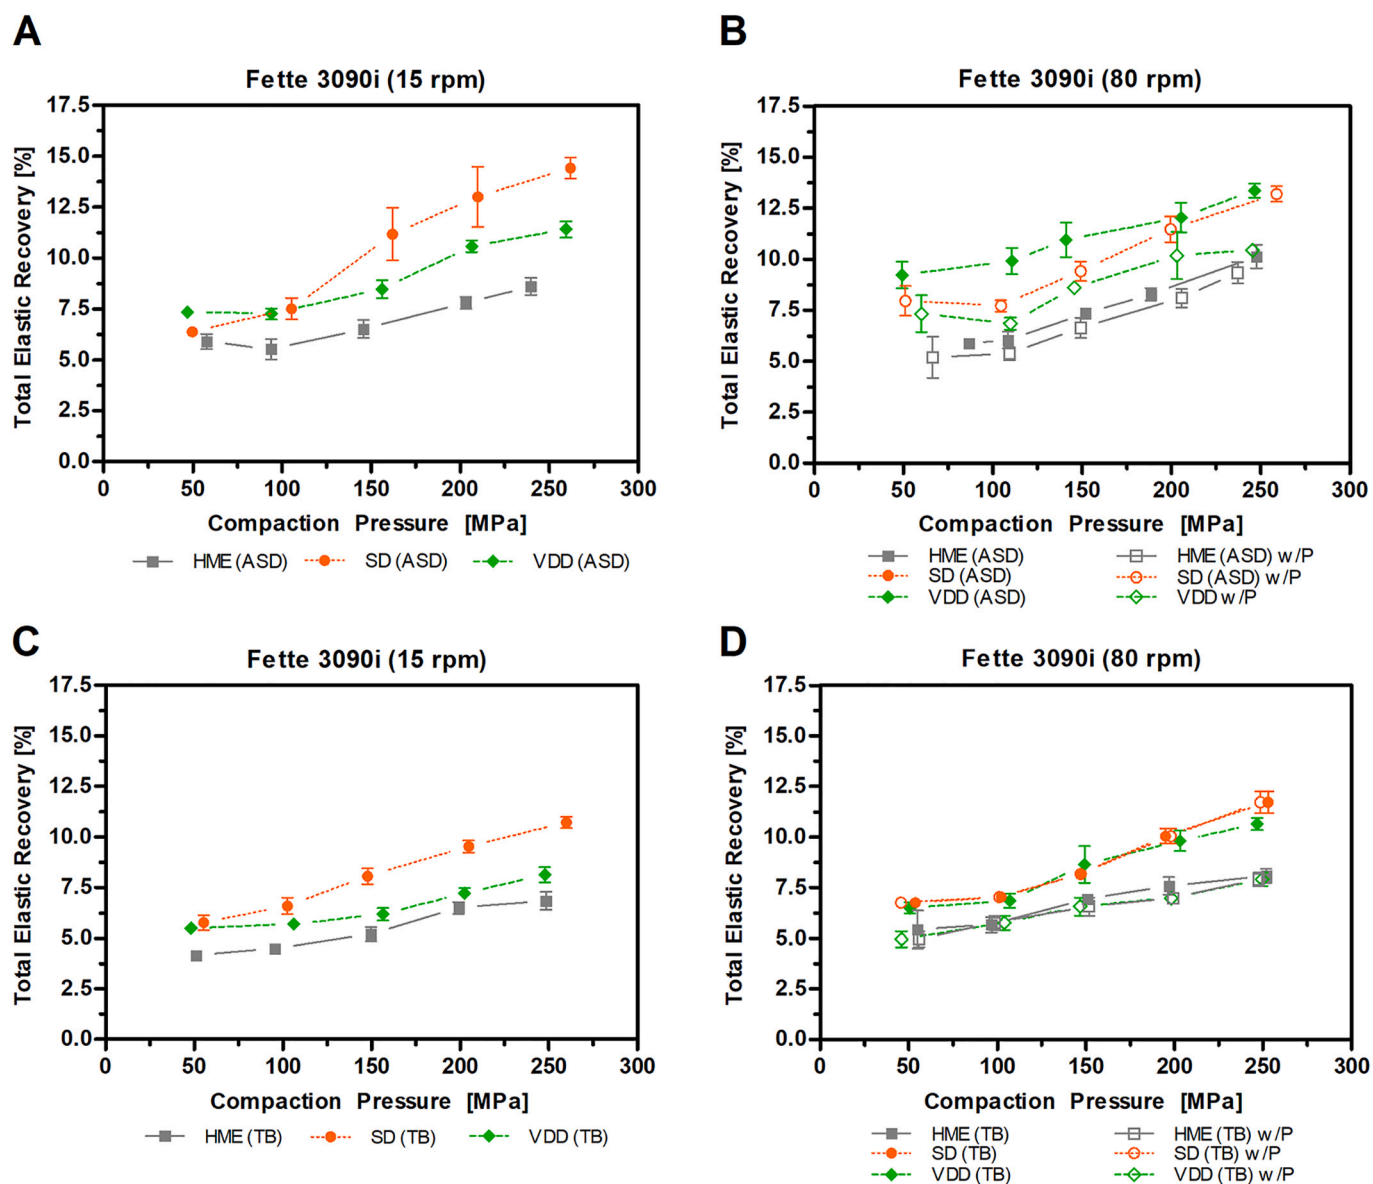 A
Fette 3090i (15 rpm)
Total Elastic Recovery [%]
17.5
15.0
12.5
10.0
7.5
5.0
2.5
0.0
0 50 100 150 200 250 300
Compaction Pressure [MPa]
HME (ASD) SD (ASD) VDD (ASD)
B
Fette 3090i (80 rpm)
Total Elastic Recovery [%]
17.5
15.0
12.5
10.0
7.5
5.0
2.5
0.0
0 50 100 150 200 250 300
Compaction Pressure [MPa]
HME (ASD) HME (ASD) w/P
SD (ASD) SD (ASD) w/P
VDD (ASD) VDD w/P
C
Fette 3090i (15 rpm)
Total Elastic Recovery [%]
17.5
15.0
12.5
10.0
7.5
5.0
2.5
0.0
0 50 100 150 200 250 300
Compaction Pressure [MPa]
HME (TB) SD (TB) VDD (TB)
D
Fette 3090i (80 rpm)
Total Elastic Recovery [%]
17.5
15.0
12.5
10.0
7.5
5.0
2.5
0.0
0 50 100 150 200 250 300
Compaction Pressure [MPa]
HME (TB) HME (TB) w/P
SD (TB) SD (TB) w/P
VDD (TB) VDD (TB) w/P